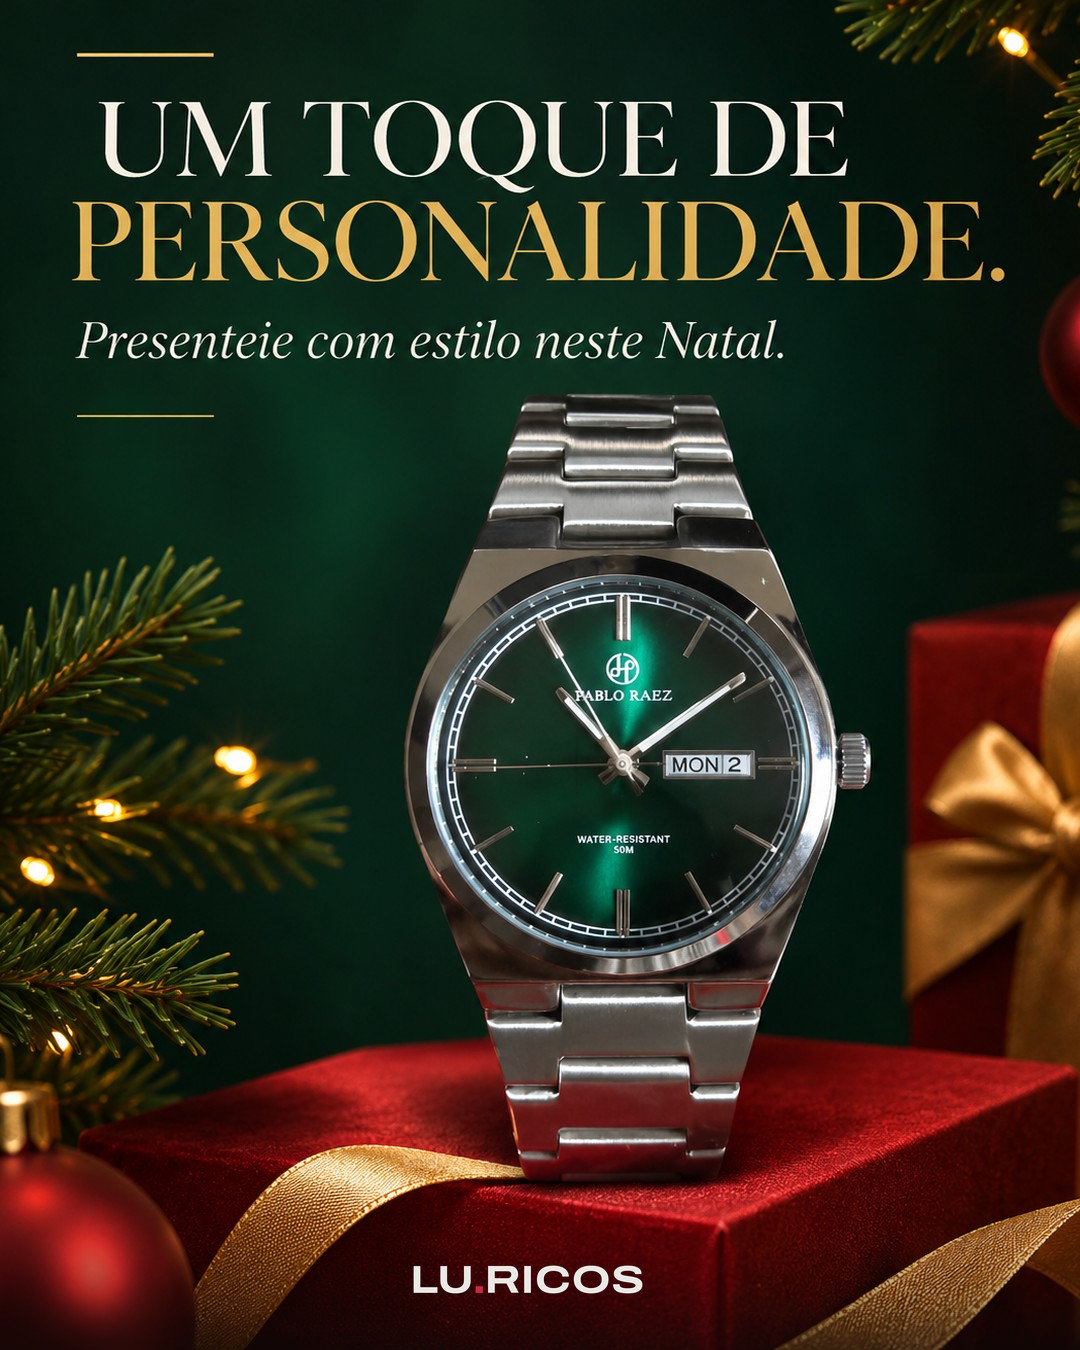 UM TOQUE DE
PERSONALIDADE.
Presenteie com estilo neste Natal.
PABLO RAEZ
MON 2
WATER-RESISTANT
50M
LU.RICOS